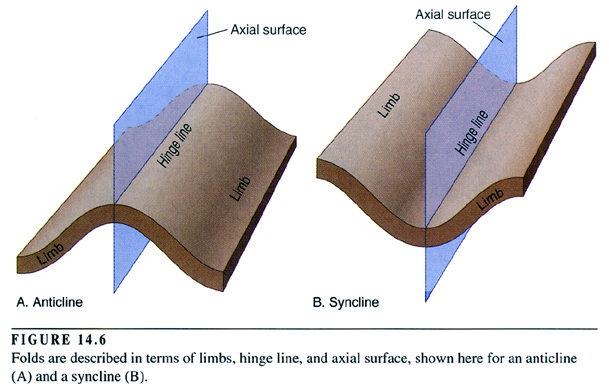 Axial surface
Hinge line
Limb
Limb
A. Anticline
Axial surface
Limb
Hinge line
Limb
B. Syncline
FIGURE 14.6
Folds are described in terms of limbs, hinge line, and axial surface, shown here for an anticline
(A) and a syncline (B).